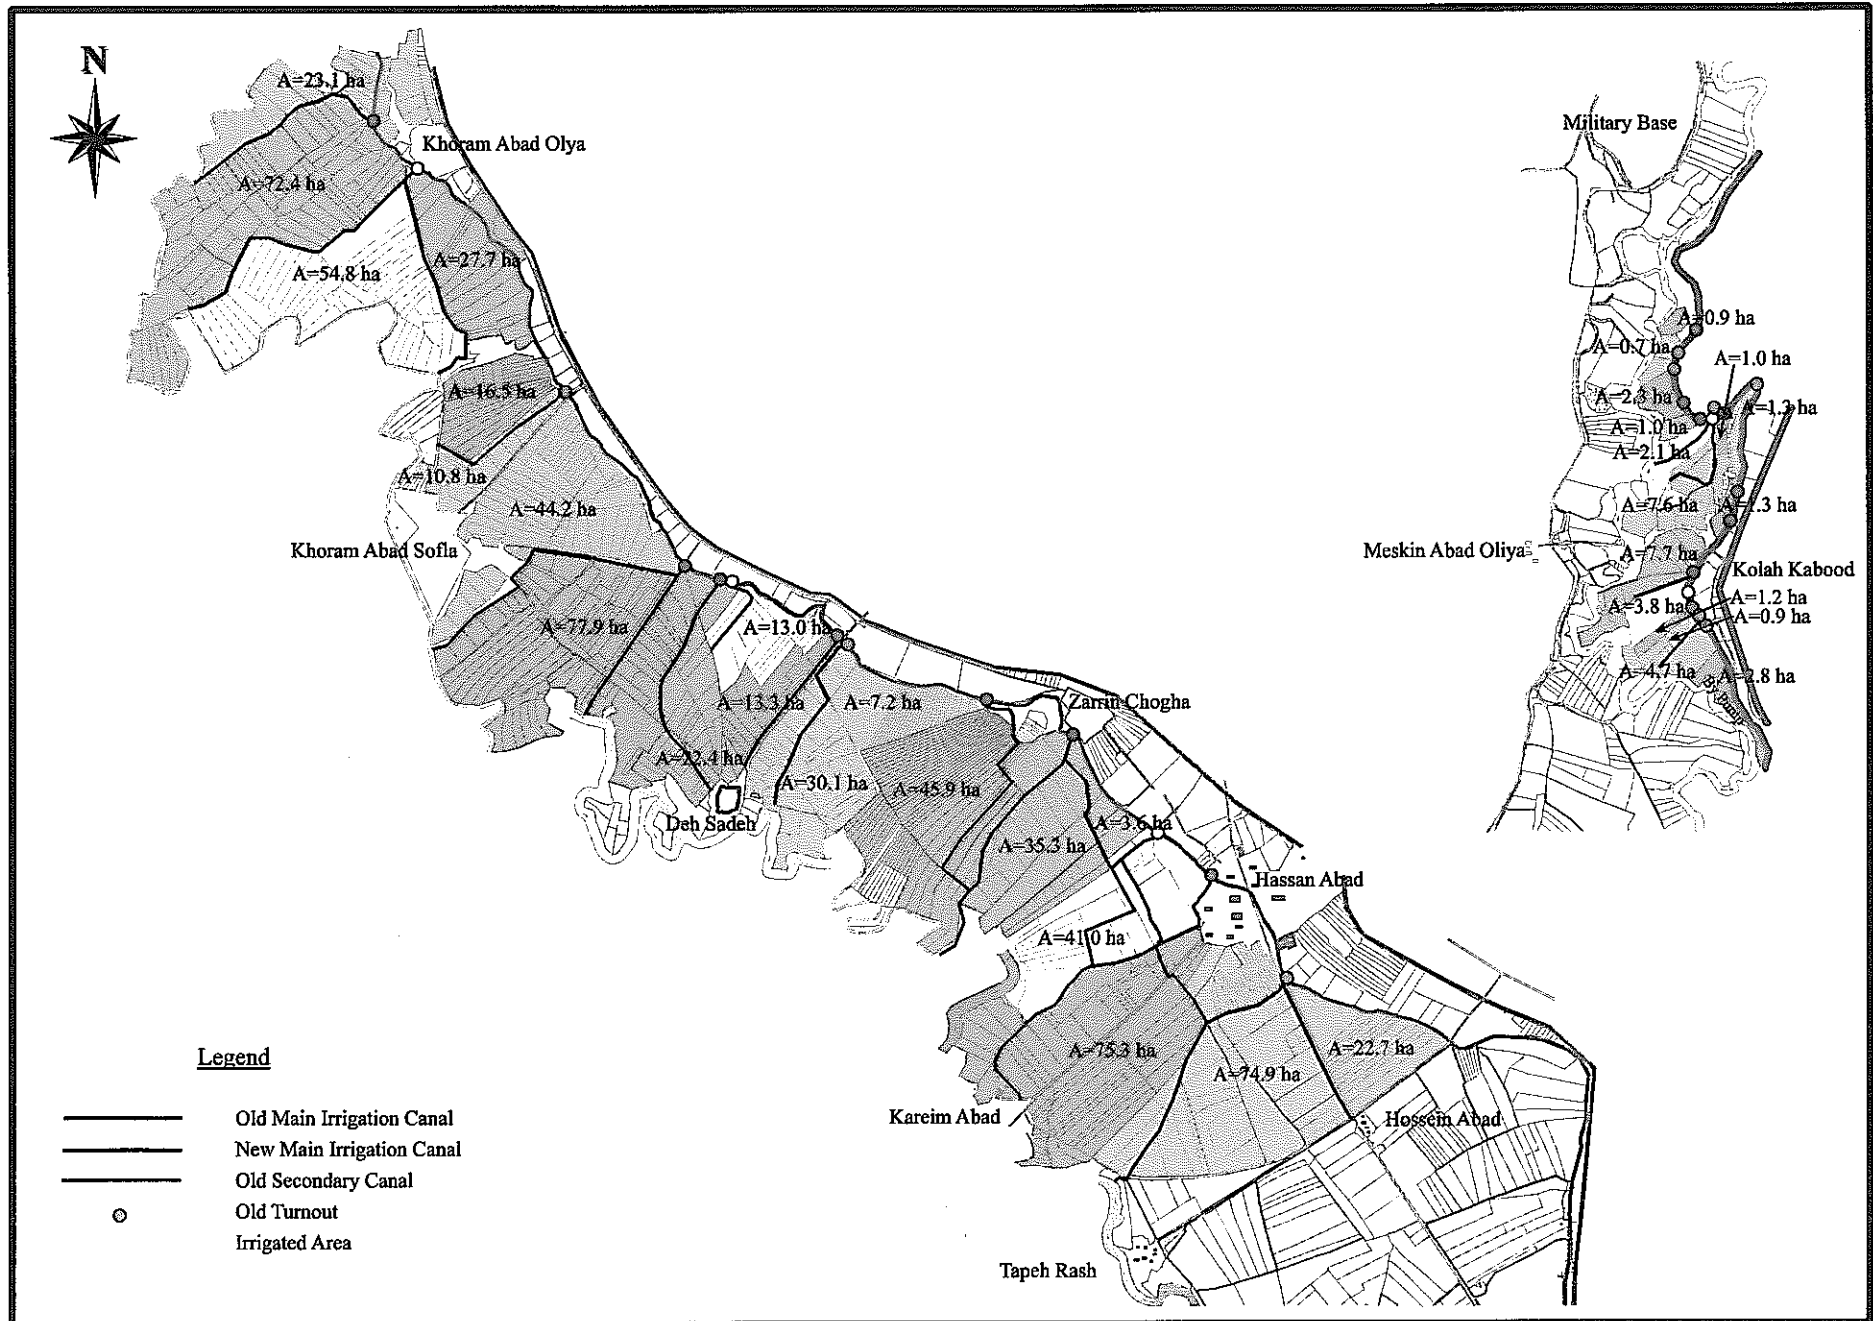 N
A=23.1 ha
Khoram Abad Olya
A=72.4 ha
A=54.8 ha
A=27.7 ha
A=16.5 ha
A=10.8 ha
A=44.2 ha
Khoram Abad Sofla
A=77.9 ha
A=13.0 ha
A=13.3 ha
A=7.2 ha
Zarrin Chogha
A=22.4 ha
A=30.1 ha
A=45.9 ha
Deh Sadeh
A=35.3 ha
A=3.6 ha
Hassan Abad
A=41.0 ha
A=75.3 ha
A=74.9 ha
A=22.7 ha
Kareim Abad
Hossein Abad
Tapeh Rash
Military Base
A=0.9 ha
A=0.7 ha
A=1.0 ha
A=2.3 ha
A=1.3 ha
A=1.0 ha
A=2.1 ha
A=7.6 ha
A=1.3 ha
Meskin Abad Oliya
A=7.7 ha
Kolah Kabood
A=1.2 ha
A=3.8 ha
A=0.9 ha
A=4.7 ha
A=2.8 ha
By pump
Legend
Old Main Irrigation Canal
New Main Irrigation Canal
Old Secondary Canal
Old Turnout
Irrigated Area